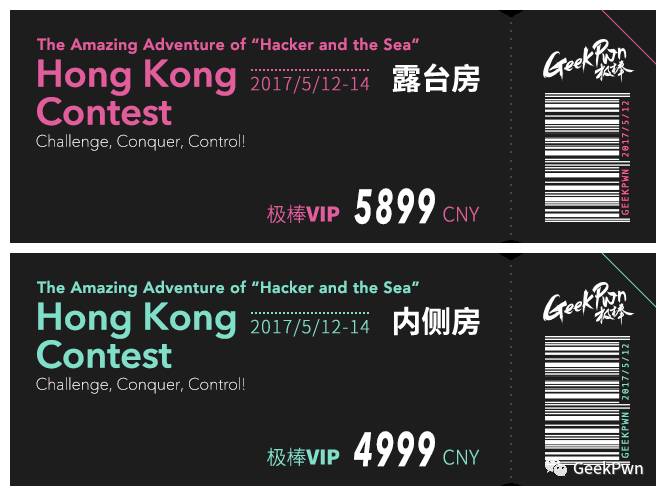 The Amazing Adventure of “Hacker and the Sea”
Hong Kong
Contest
2017/5/12-14
露台房
Challenge, Conquer, Control!
极棒VIP 5899 CNY
GeekPwn
极棒
GEEKPWN 2017/5/12
The Amazing Adventure of “Hacker and the Sea”
Hong Kong
Contest
2017/5/12-14
内侧房
Challenge, Conquer, Control!
极棒VIP 4999 CNY
GeekPwn
极棒
GEEKPWN 2017/5/12
GeekPwn